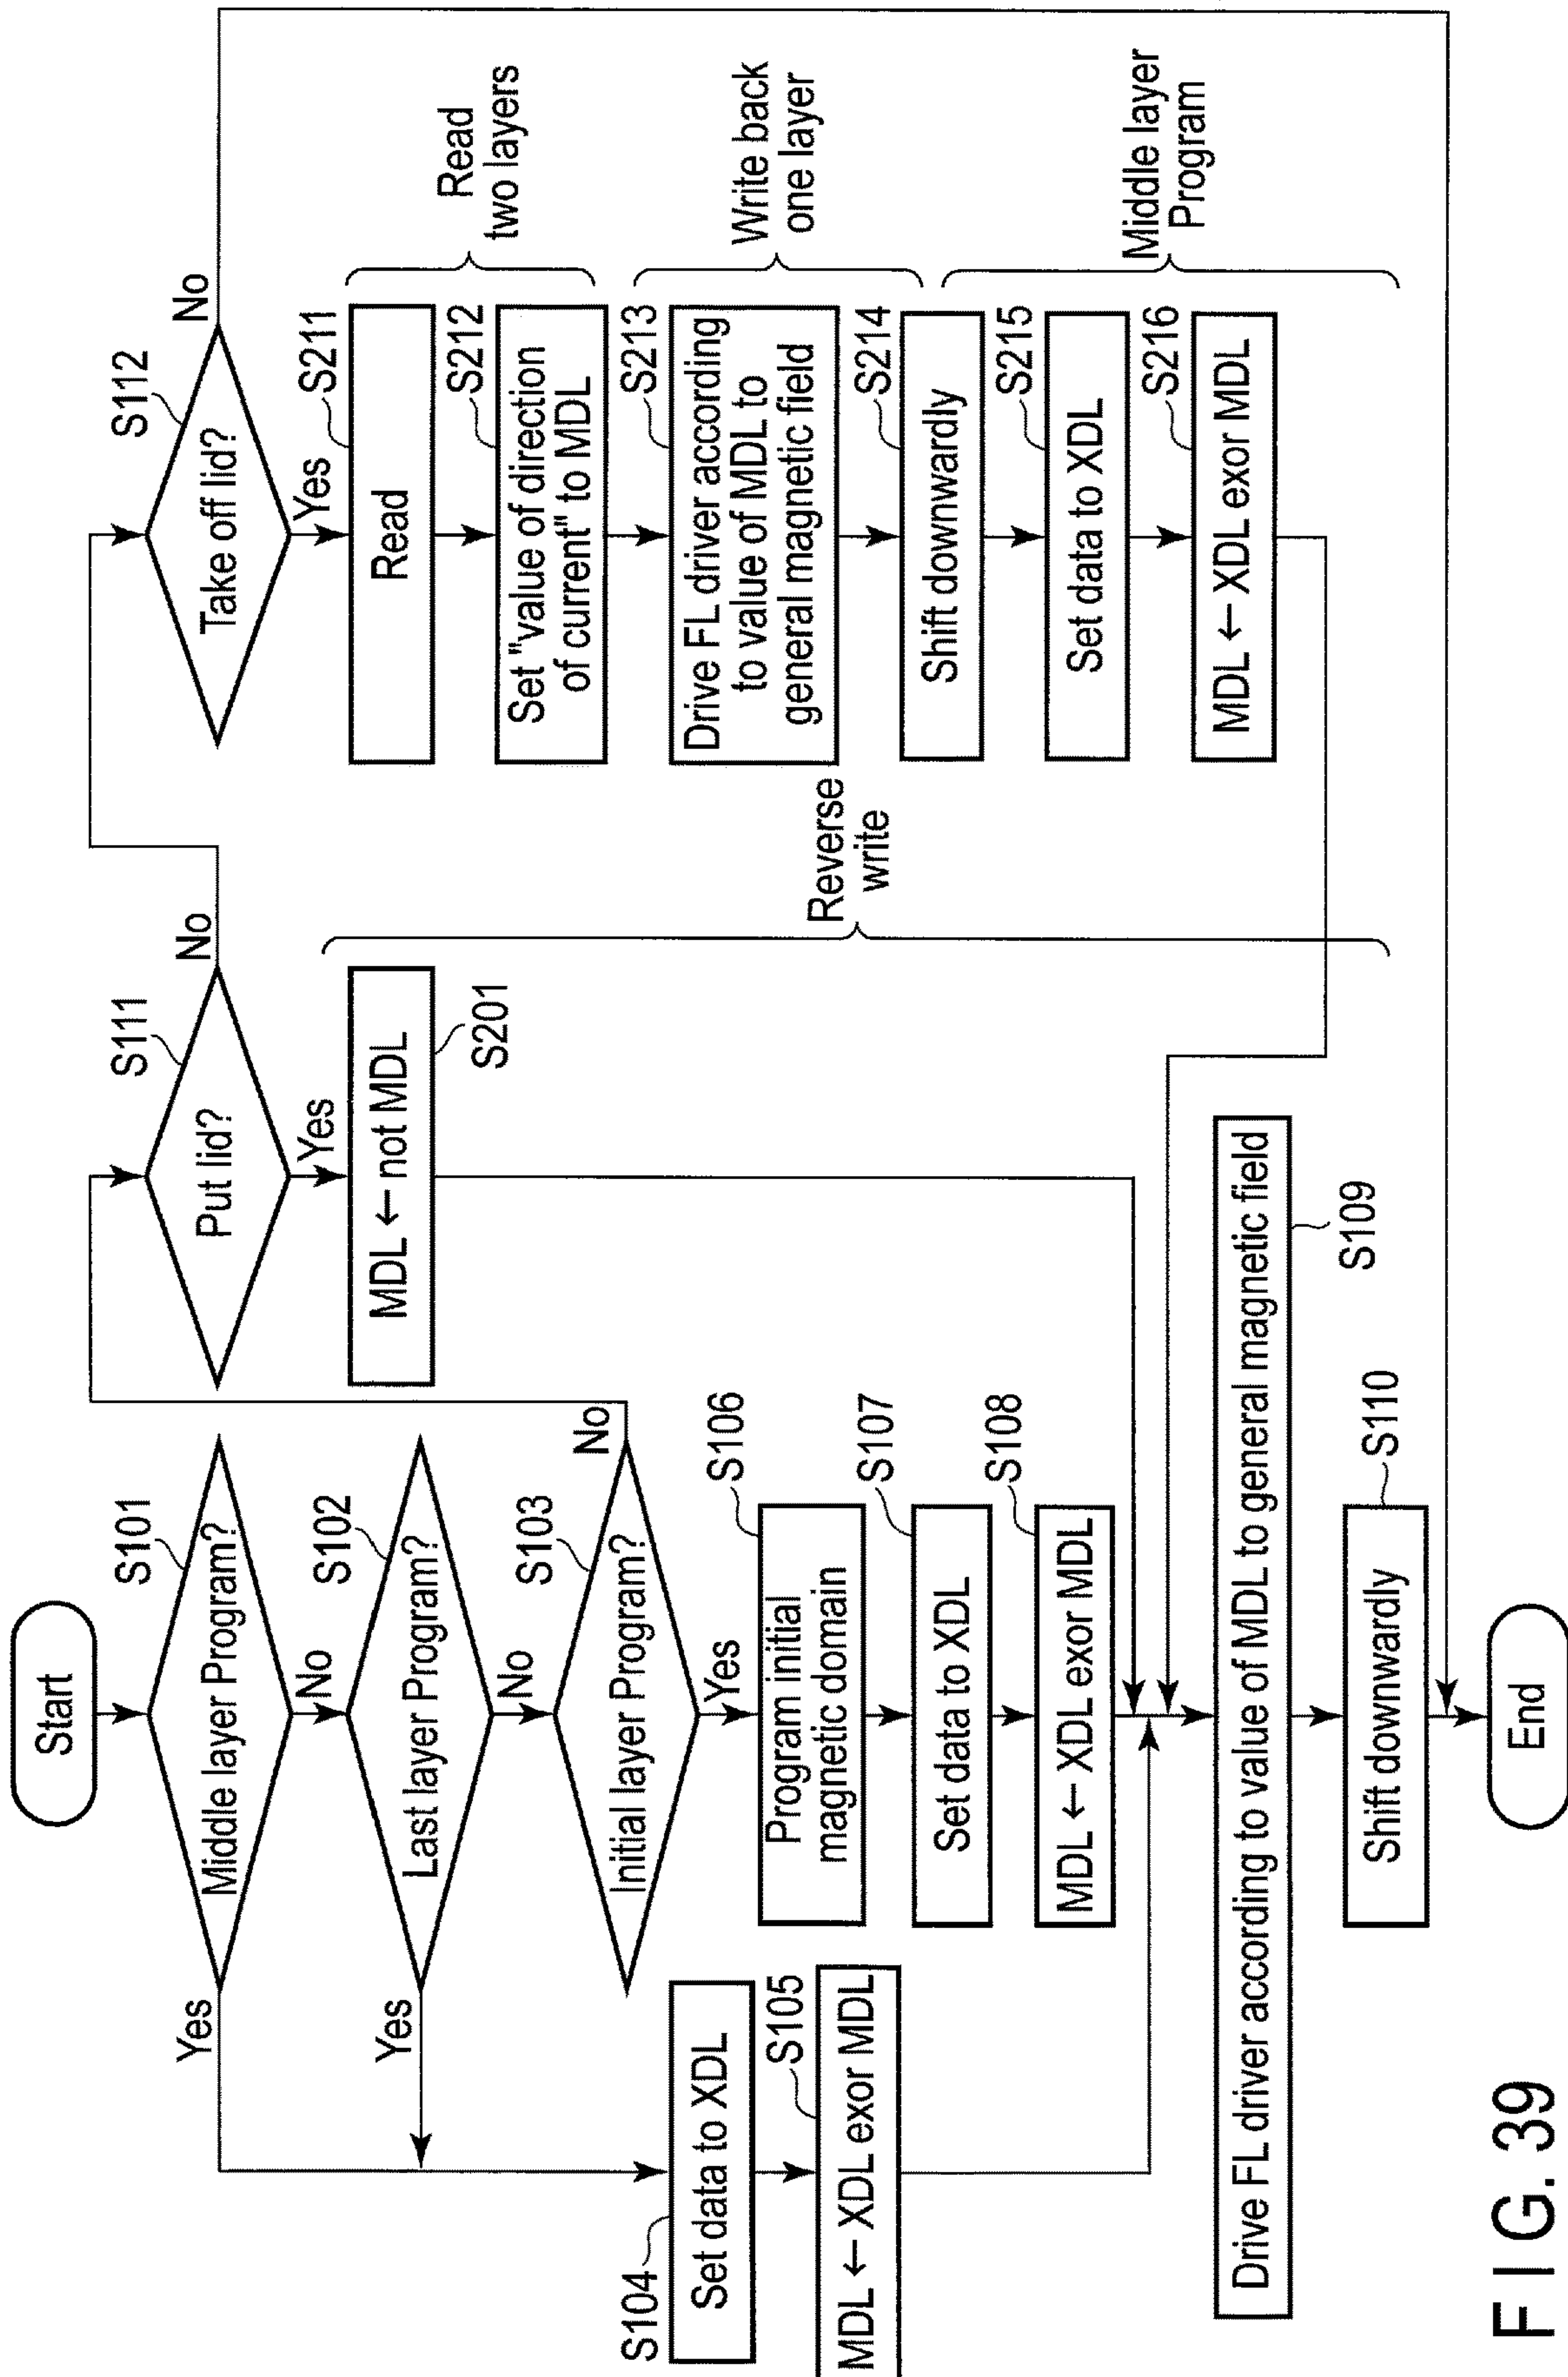 Start
Middle layer Program?
S101
Yes
No
Last layer Program?
S102
Yes
No
Initial layer Program?
S103
No
Yes
S104
Set data to XDL
S105
MDL ← XDL exor MDL
Program initial
magnetic domain
S106
Set data to XDL
S107
MDL ← XDL exor MDL
S108
Put lid?
S111
No
Yes
MDL ← not MDL
S201
Reverse
write
Take off lid?
S112
No
Yes
Read
S211
Set "value of direction
of current" to MDL
S212
Read
two layers
Drive FL driver according
to value of MDL to
general magnetic field
S213
Write back
one layer
Shift downwardly
S214
Set data to XDL
S215
MDL ← XDL exor MDL
S216
Middle layer
Program
Drive FL driver according to value of MDL to general magnetic field
S109
Shift downwardly
S110
End
F I G. 39